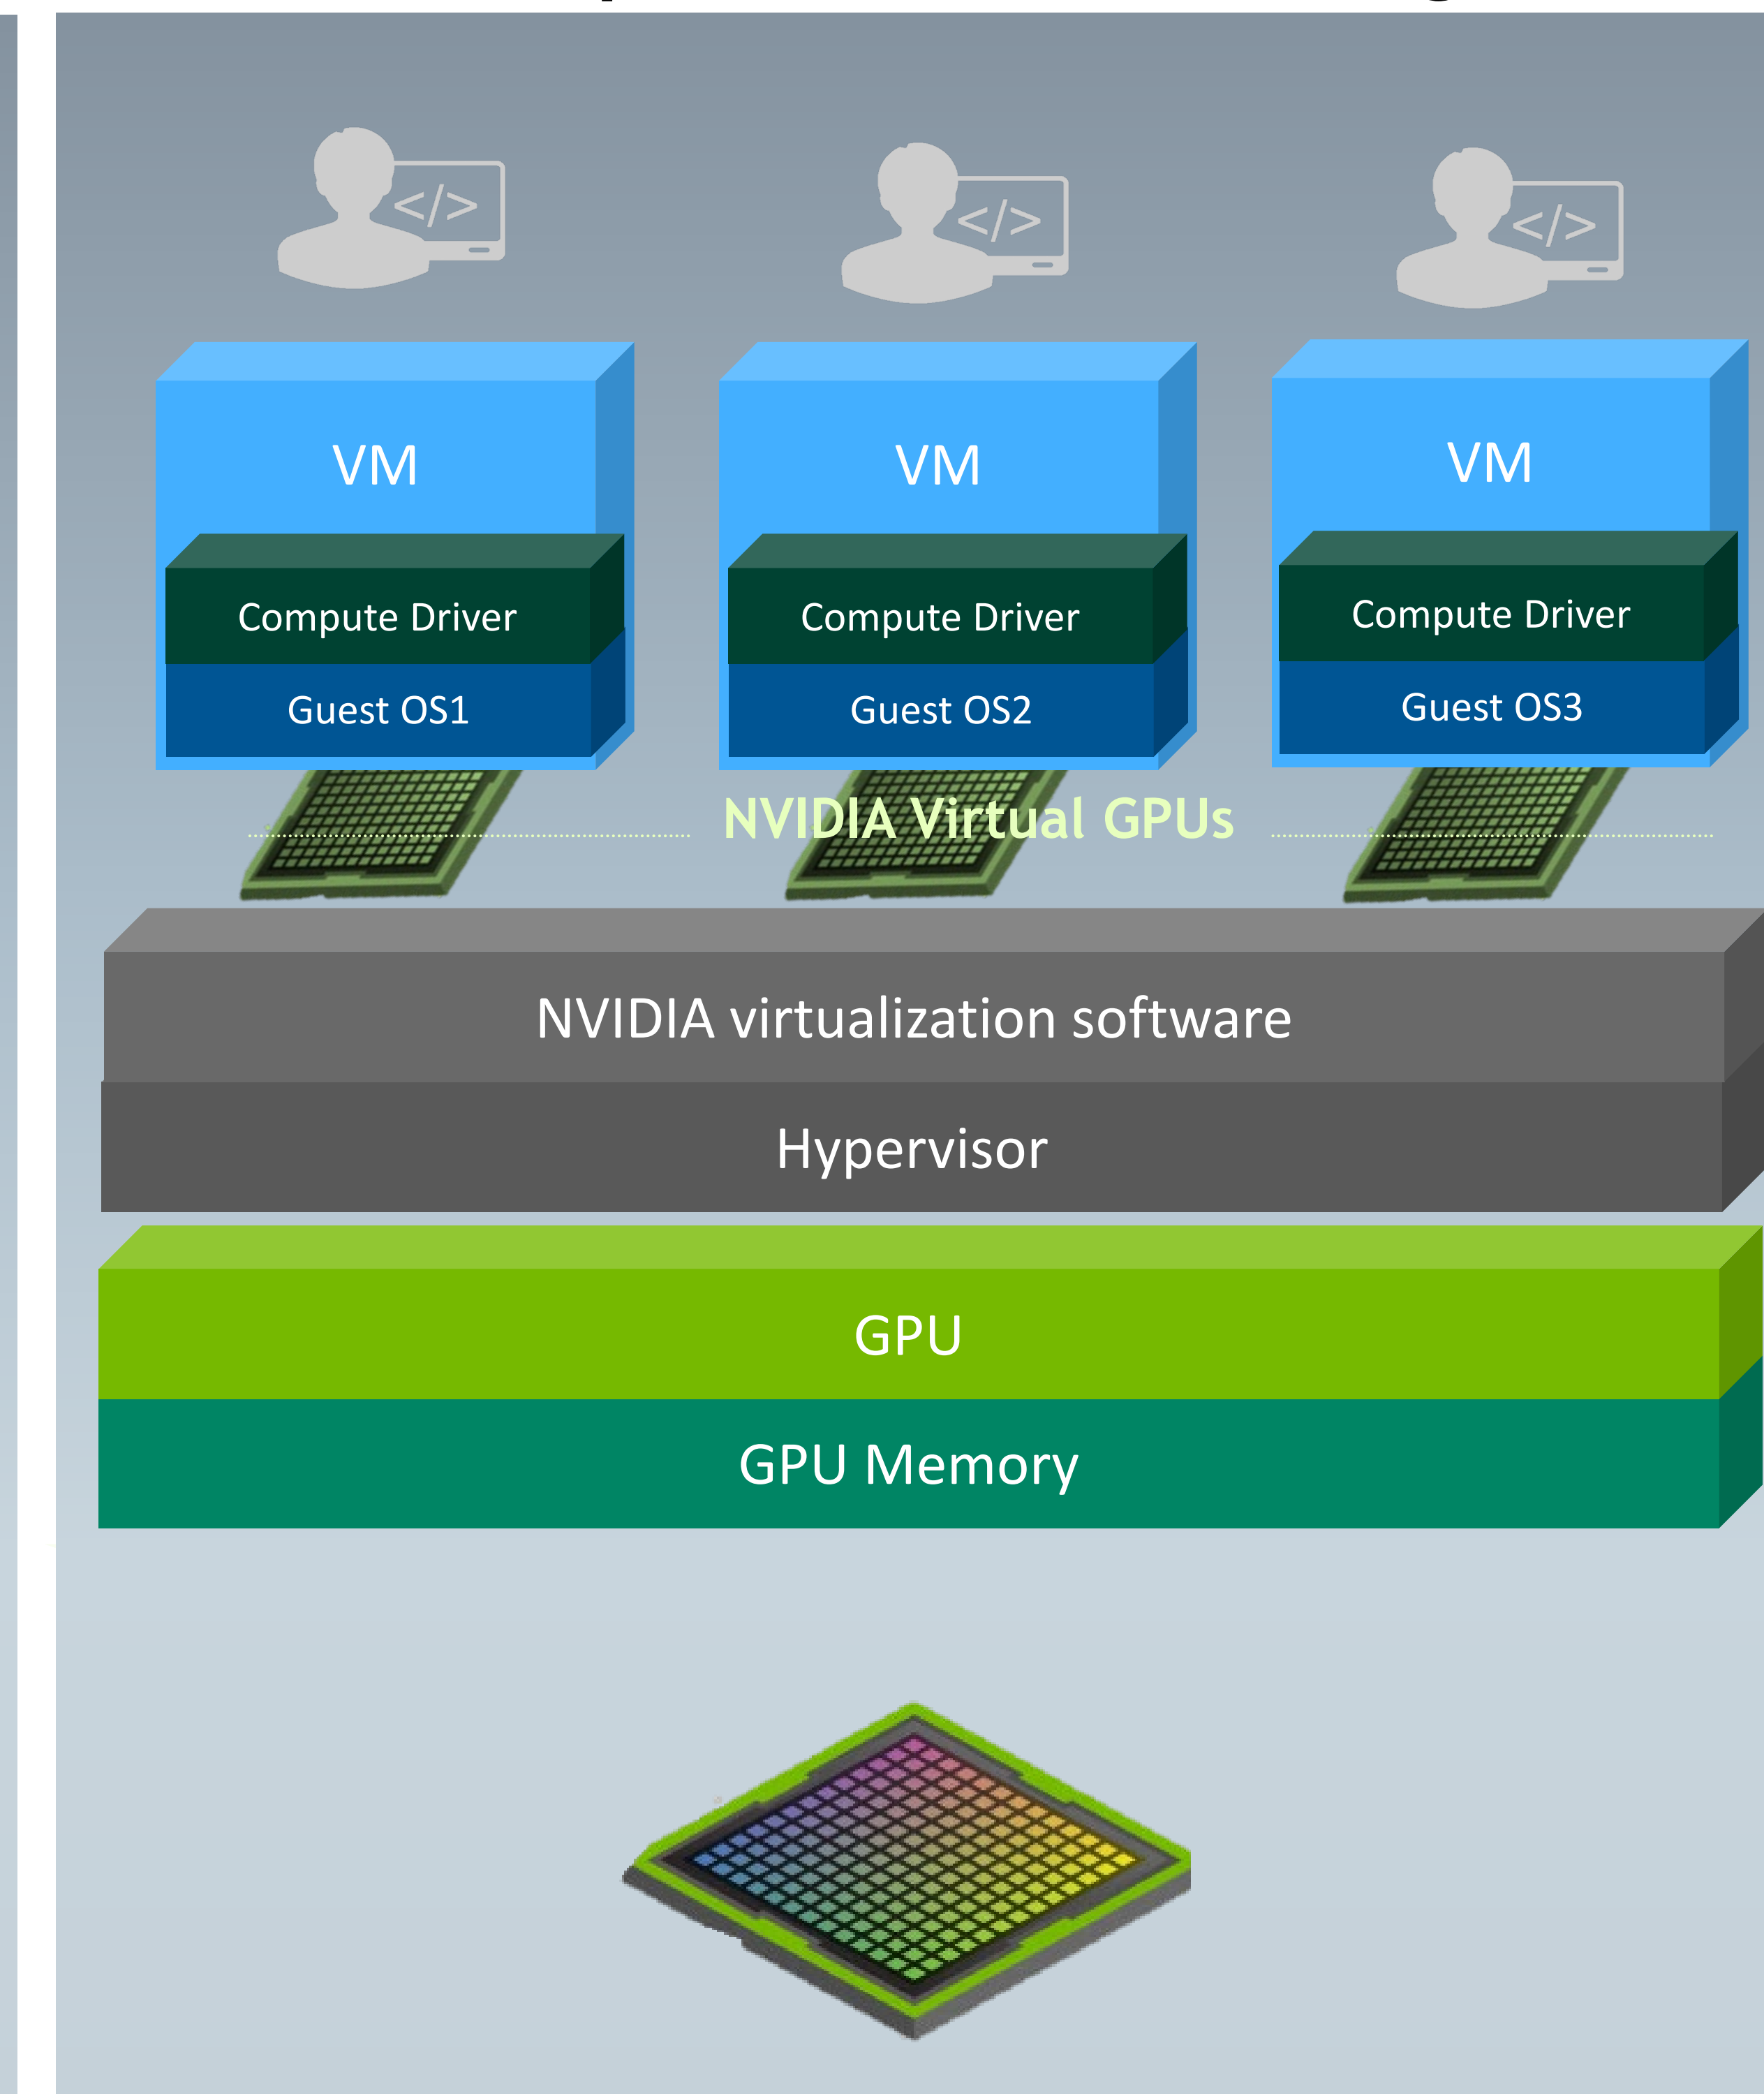 </>
</>
</>
VM
VM
VM
Compute Driver
Compute Driver
Compute Driver
Guest OS1
Guest OS2
Guest OS3
NVIDIA Virtual GPUs
NVIDIA virtualization software
Hypervisor
GPU
GPU Memory